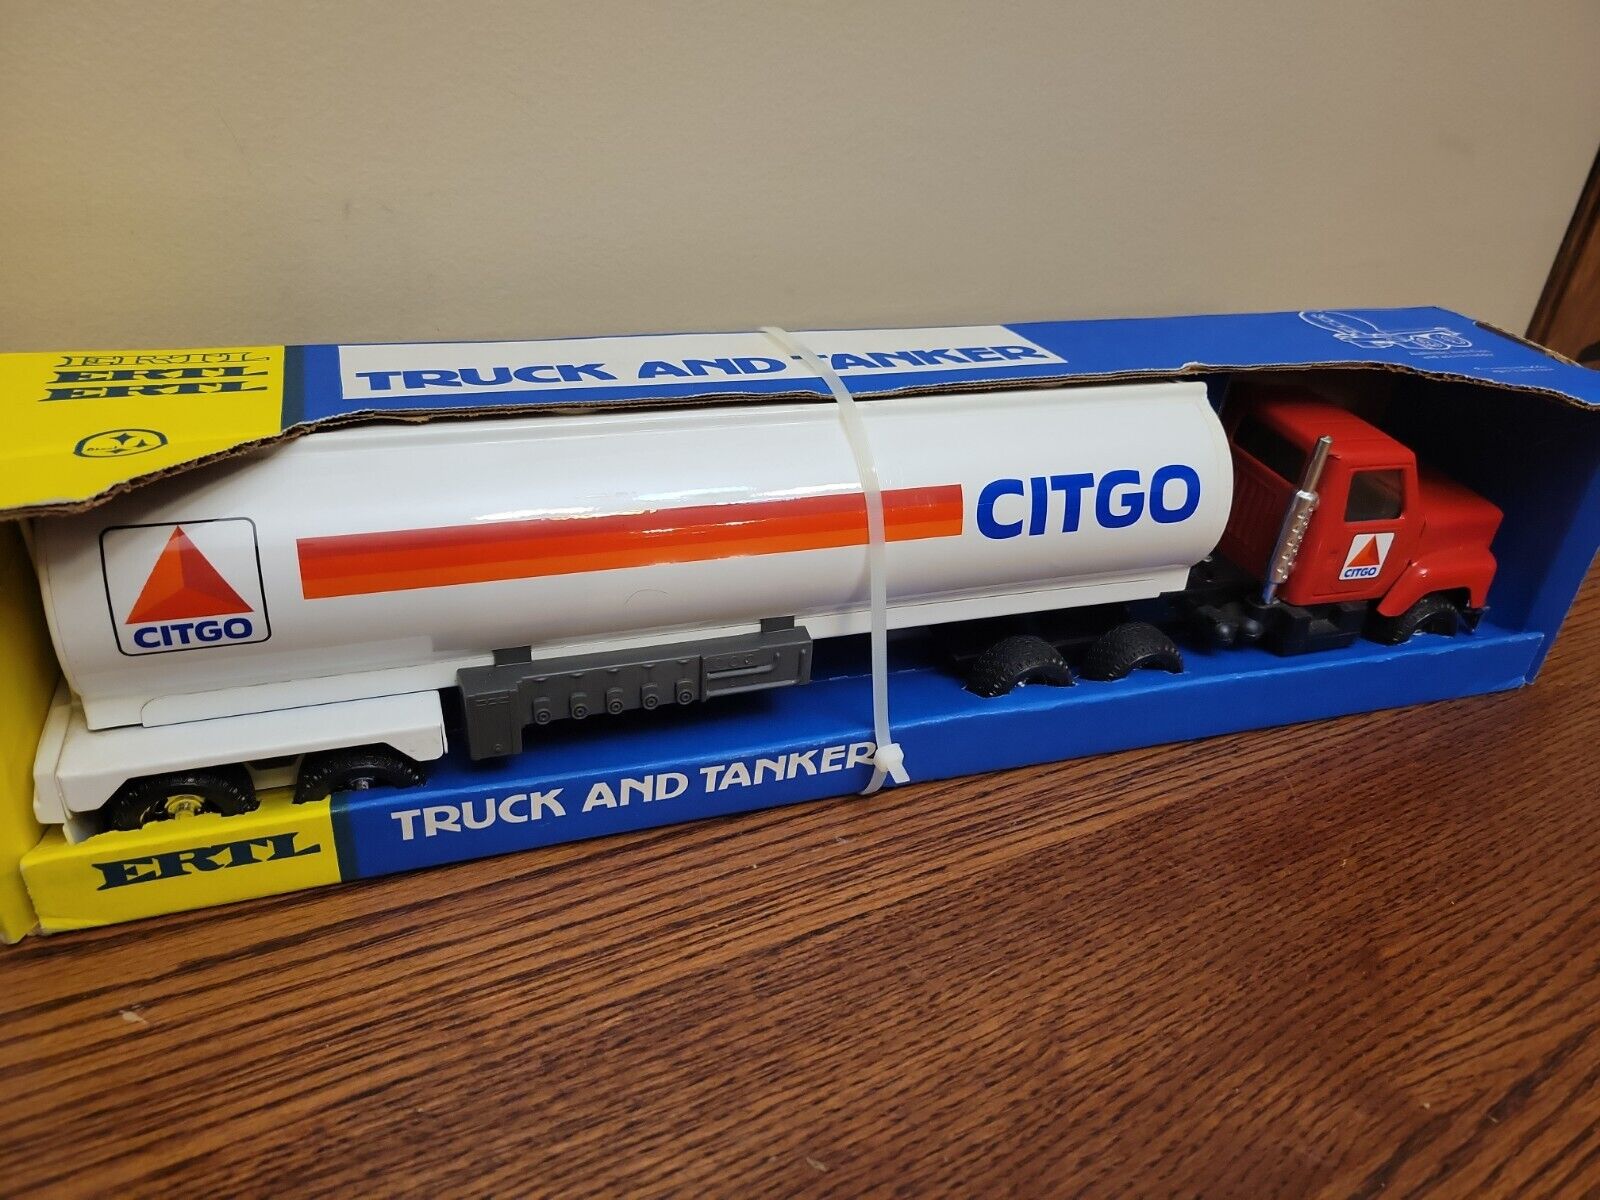 ERTL
ERTL
ERTL
TRUCK AND TANKER
CITGO
CITGO
CITGO
TRUCK AND TANKER
ERTL